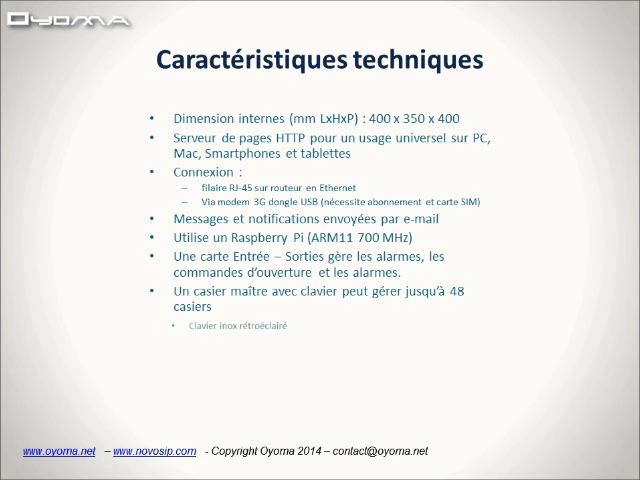 OYOMA
Caractéristiques techniques
• Dimension internes (mm LxHxP) : 400 x 350 x 400
• Serveur de pages HTTP pour un usage universel sur PC,
Mac, Smartphones et tablettes
• Connexion :
– filaire RJ-45 sur routeur en Ethernet
– Via modem 3G dongle USB (nécessite abonnement et carte SIM)
• Messages et notifications envoyées par e-mail
• Utilise un Raspberry Pi (ARM11 700 MHz)
• Une carte Entrée – Sorties gère les alarmes, les
commandes d'ouverture et les alarmes.
• Un casier maître avec clavier peut gérer jusqu'à 48
casiers
• Clavier inox rétroéclairé
www.oyoma.net – www.novosip.com - Copyright Oyoma 2014 – contact@oyoma.net